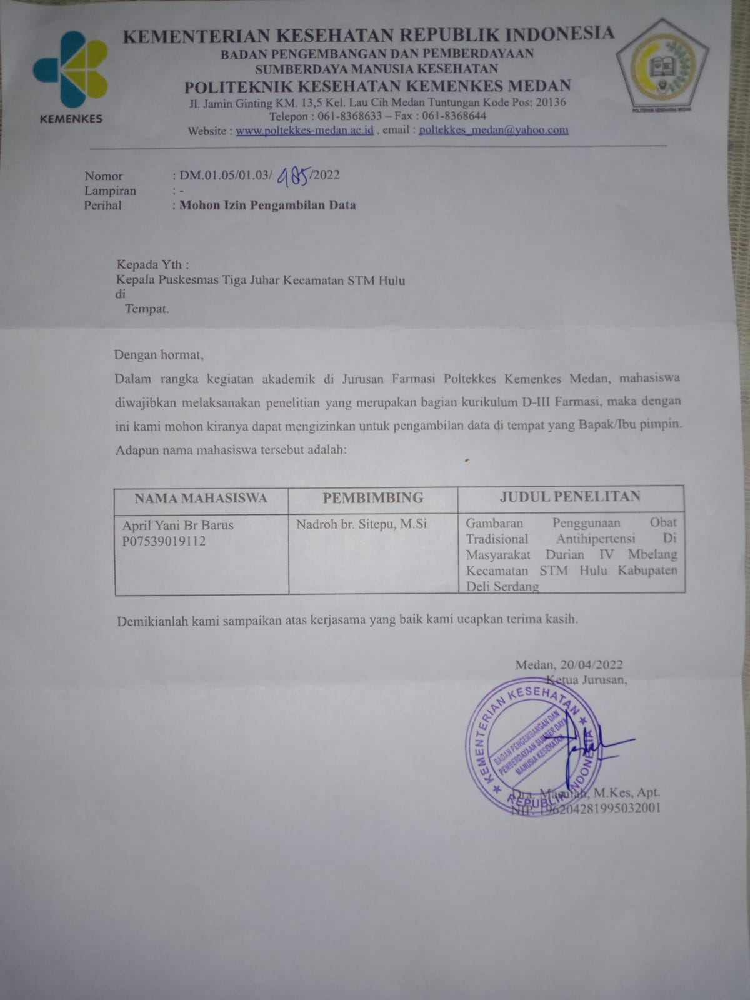 KEMENTERIAN KESEHATAN REPUBLIK INDONESIA
BADAN PENGEMBANGAN DAN PEMBERDAYAAN
SUMBERDAYA MANUSIA KESEHATAN
POLITEKNIK KESEHATAN KEMENKES MEDAN
Jl. Jamin Ginting KM. 13,5 Kel. Lau Cih Medan Tuntungan Kode Pos: 20136
Telepon : 061-8368633 – Fax : 061-8368644
Website : www.poltekkes-medan.ac.id , email : poltekkes_medan@yahoo.com
KEMENKES
POLITEKNIK KESEHATAN MEDAN
Nomor : DM.01.05/01.03/ 485/2022
Lampiran : -
Perihal : Mohon Izin Pengambilan Data
Kepada Yth :
Kepala Puskesmas Tiga Juhar Kecamatan STM Hulu
di
Tempat.
Dengan hormat,
Dalam rangka kegiatan akademik di Jurusan Farmasi Poltekkes Kemenkes Medan, mahasiswa
diwajibkan melaksanakan penelitian yang merupakan bagian kurikulum D-III Farmasi, maka dengan
ini kami mohon kiranya dapat mengizinkan untuk pengambilan data di tempat yang Bapak/Ibu pimpin.
Adapun nama mahasiswa tersebut adalah:
NAMA MAHASISWA PEMBIMBING JUDUL PENELITAN
April Yani Br Barus Nadroh br. Sitepu, M.Si Gambaran Penggunaan Obat
P07539019112 Tradisional Antihipertensi Di
Masyarakat Durian IV Mbelang
Kecamatan STM Hulu Kabupaten
Deli Serdang
Demikianlah kami sampaikan atas kerjasama yang baik kami ucapkan terima kasih.
Medan, 20/04/2022
Ketua Jurusan,
KEMENTERIAN KESEHATAN
BADAN PENGEMBANGAN DAN
PEMBERDAYAAN SUMBER DAYA
MANUSIA KESEHATAN
REPUBLIK INDONESIA
Dra. Masniah, M.Kes, Apt.
NIP. 196204281995032001